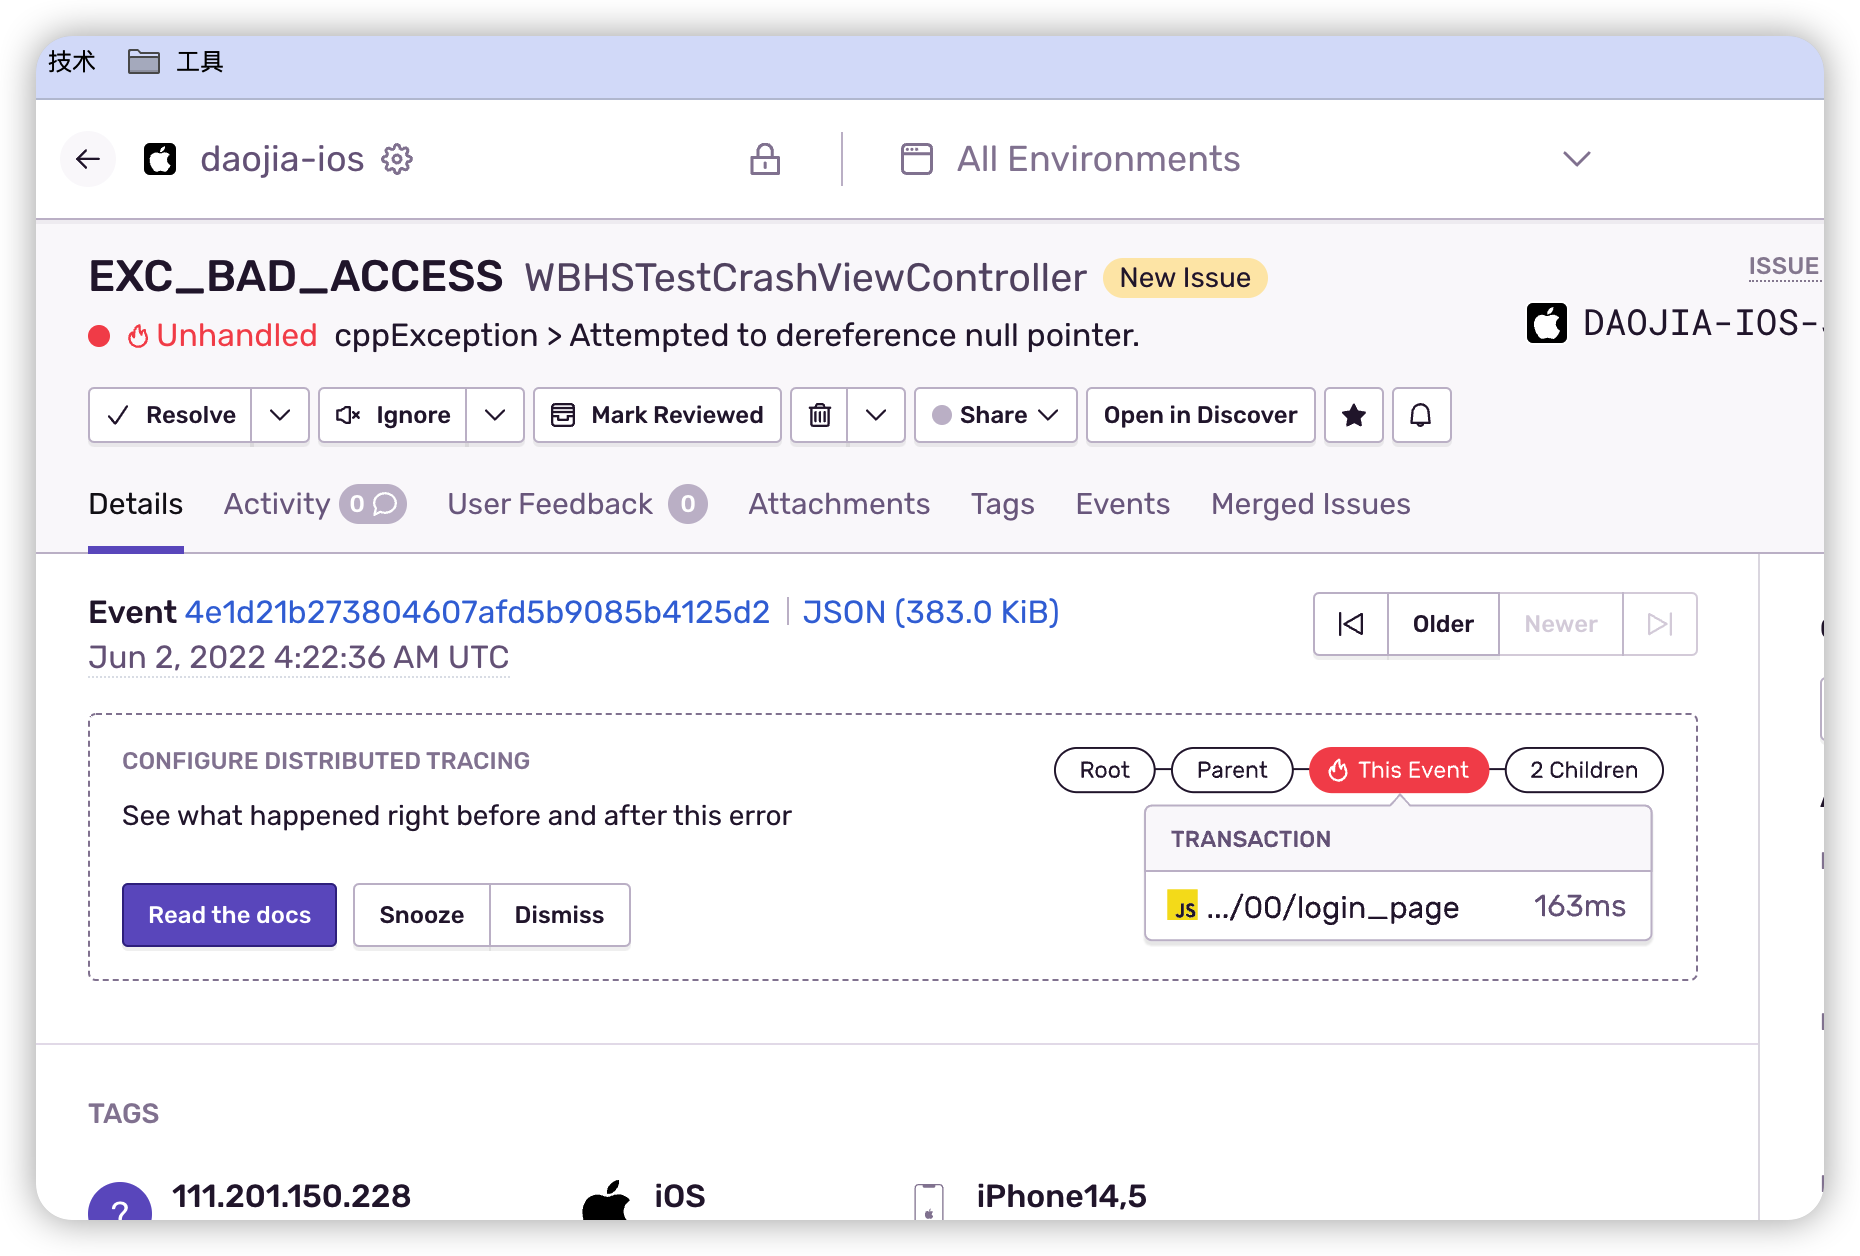 技术 工具
daojia-ios All Environments
EXC_BAD_ACCESS WBHSTestCrashViewController New Issue
ISSUE
Unhandled cppException > Attempted to dereference null pointer.
DAOJIA-IOS-
Resolve Ignore Mark Reviewed Share Open in Discover
Details Activity 0 User Feedback 0 Attachments Tags Events Merged Issues
Event 4e1d21b273804607afd5b9085b4125d2 JSON (383.0 KiB)
Jun 2, 2022 4:22:36 AM UTC
Older Newer
CONFIGURE DISTRIBUTED TRACING
See what happened right before and after this error
Read the docs Snooze Dismiss
Root Parent This Event 2 Children
TRANSACTION
JS .../00/login_page 163ms
TAGS
? 111.201.150.228 iOS iPhone14,5